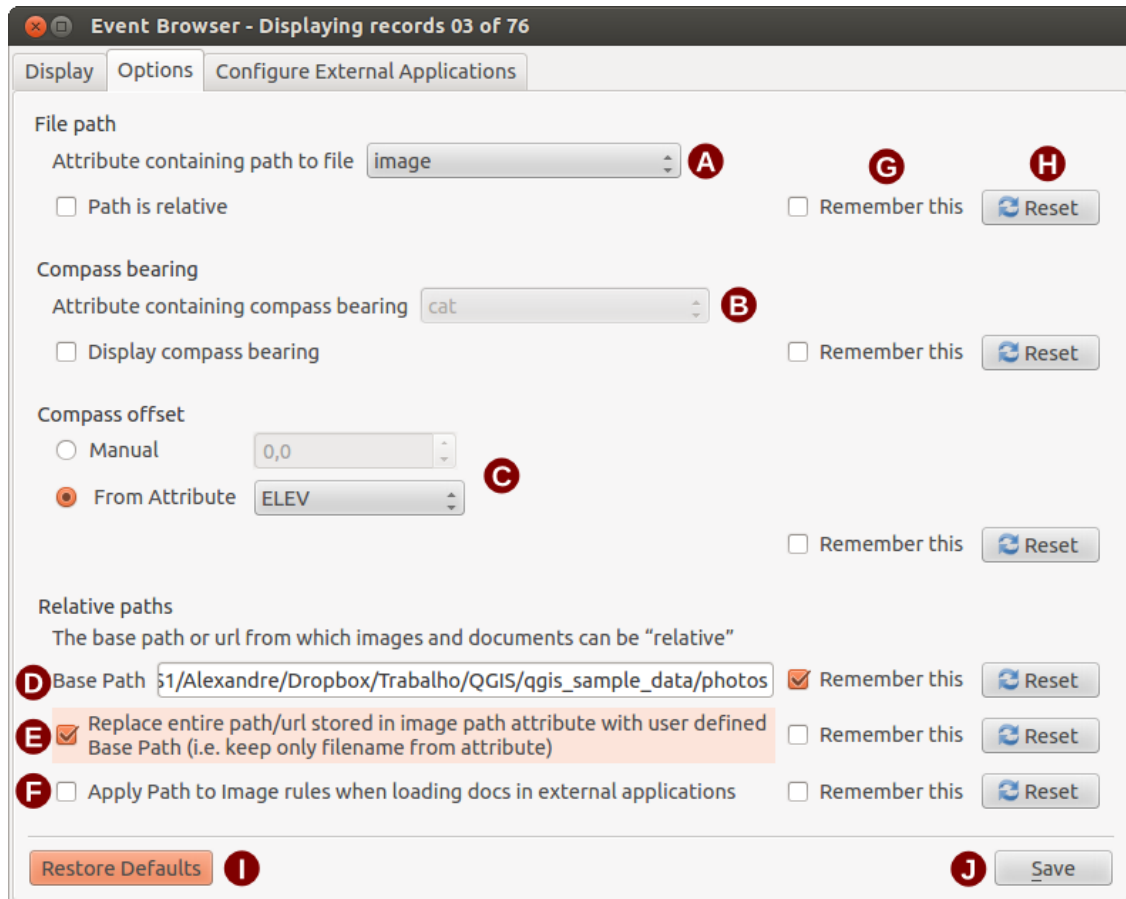 Event Browser - Displaying records 03 of 76
Display Options Configure External Applications
File path
Attribute containing path to file image A G H
Path is relative Remember this Reset
Compass bearing
Attribute containing compass bearing cat B
Display compass bearing Remember this Reset
Compass offset
Manual 0,0
C
From Attribute ELEV
Remember this Reset
Relative paths
The base path or url from which images and documents can be “relative”
D Base Path S1/Alexandre/Dropbox/Trabalho/QGIS/qgis_sample_data/photos Remember this Reset
E Replace entire path/url stored in image path attribute with user defined
Base Path (i.e. keep only filename from attribute) Remember this Reset
F Apply Path to Image rules when loading docs in external applications Remember this Reset
Restore Defaults I J Save